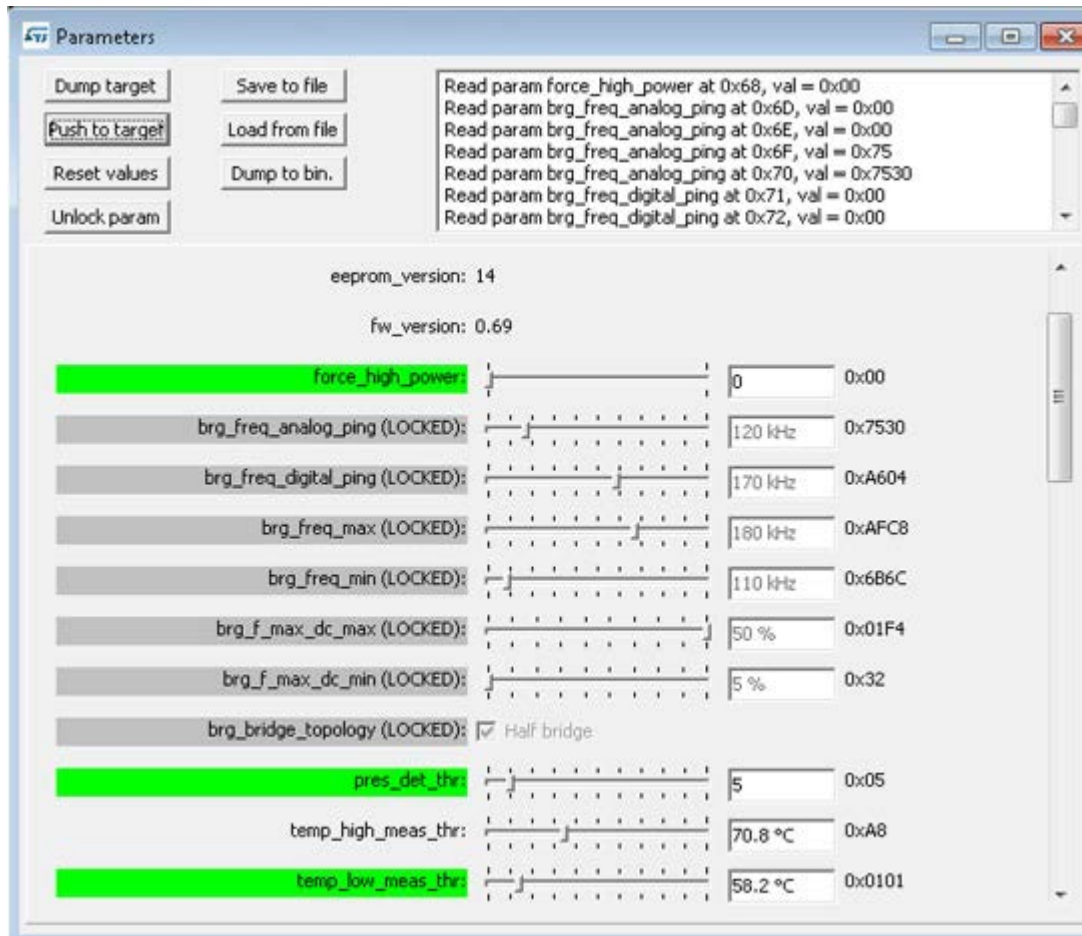 Parameters
Dump target
Save to file
Push to target
Load from file
Reset values
Dump to bin.
Unlock param
Read param force_high_power at 0x68, val = 0x00
Read param brg_freq_analog_ping at 0x6D, val = 0x00
Read param brg_freq_analog_ping at 0x6E, val = 0x00
Read param brg_freq_analog_ping at 0x6F, val = 0x75
Read param brg_freq_analog_ping at 0x70, val = 0x7530
Read param brg_freq_digital_ping at 0x71, val = 0x00
Read param brg_freq_digital_ping at 0x72, val = 0x00
eeprom_version: 14
fw_version: 0.69
force_high_power: 0 0x00
brg_freq_analog_ping (LOCKED): 120 kHz 0x7530
brg_freq_digital_ping (LOCKED): 170 kHz 0xA604
brg_freq_max (LOCKED): 180 kHz 0xAFC8
brg_freq_min (LOCKED): 110 kHz 0x6B6C
brg_f_max_dc_max (LOCKED): 50 % 0x01F4
brg_f_max_dc_min (LOCKED): 5 % 0x32
brg_bridge_topology (LOCKED): Half bridge
pres_det_thr: 5 0x05
temp_high_meas_thr: 70.8 °C 0xA8
temp_low_meas_thr: 58.2 °C 0x0101